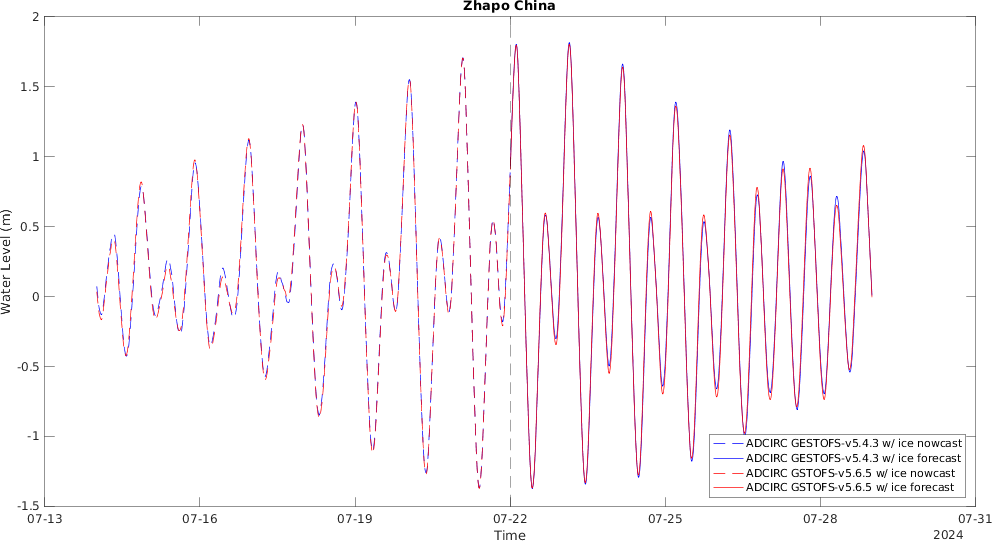 Zhapo China
Water Level (m)
2
1.5
1
0.5
0
-0.5
-1
-1.5
07-13
07-16
07-19
07-22
07-25
07-28
07-31
Time
2024
ADCIRC GESTOFS-v5.4.3 w/ ice nowcast
ADCIRC GESTOFS-v5.4.3 w/ ice forecast
ADCIRC GSTOFS-v5.6.5 w/ ice nowcast
ADCIRC GSTOFS-v5.6.5 w/ ice forecast